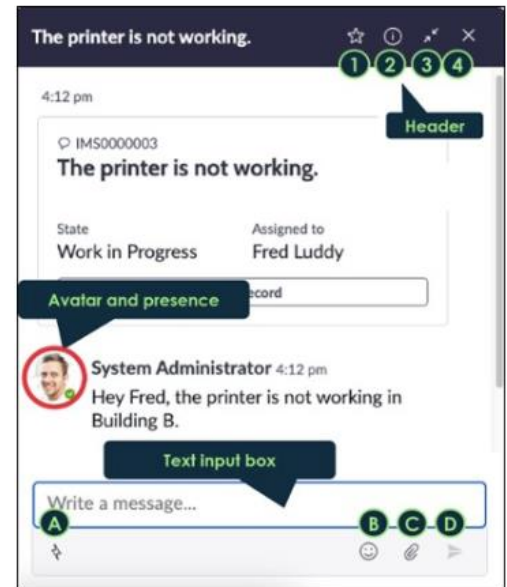 The printer is not working.
1 2 3 4
Header
4:12 pm
IMS0000003
The printer is not working.
State Assigned to
Work in Progress Fred Luddy
ecord
Avatar and presence
System Administrator 4:12 pm
Hey Fred, the printer is not working in
Building B.
Text input box
Write a message...
A B C D